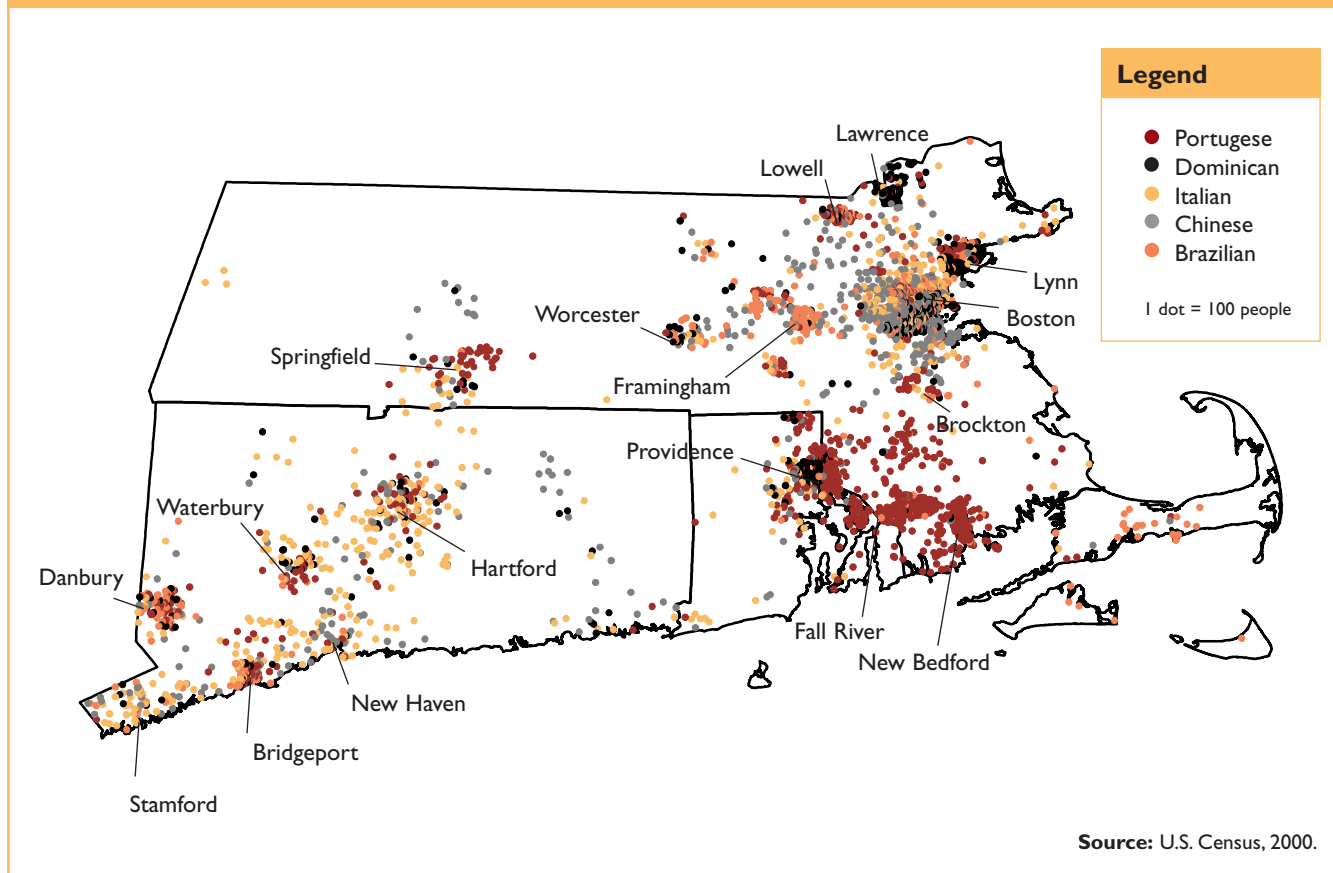 Legend
Portugese
Dominican
Italian
Chinese
Brazilian
1 dot = 100 people
Lawrence
Lowell
Lynn
Boston
Worcester
Springfield
Framingham
Brockton
Providence
Waterbury
Hartford
Danbury
Fall River
New Bedford
New Haven
Bridgeport
Stamford
Source: U.S. Census, 2000.